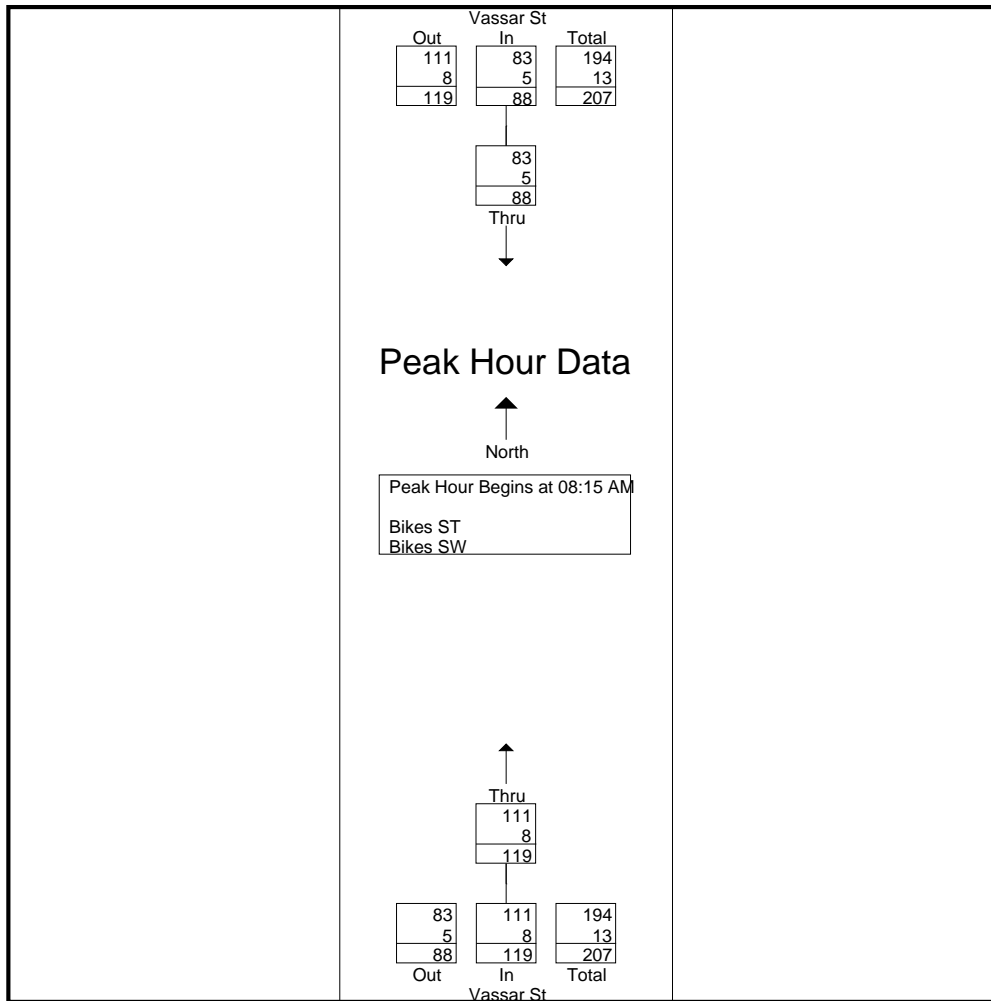 Vassar St
Out In Total
111 83 194
8 5 13
119 88 207
83
5
88
Thru
Peak Hour Data
North
Peak Hour Begins at 08:15 AM
Bikes ST
Bikes SW
Thru
111
8
119
83 111 194
5 8 13
88 119 207
Out In Total
Vassar St